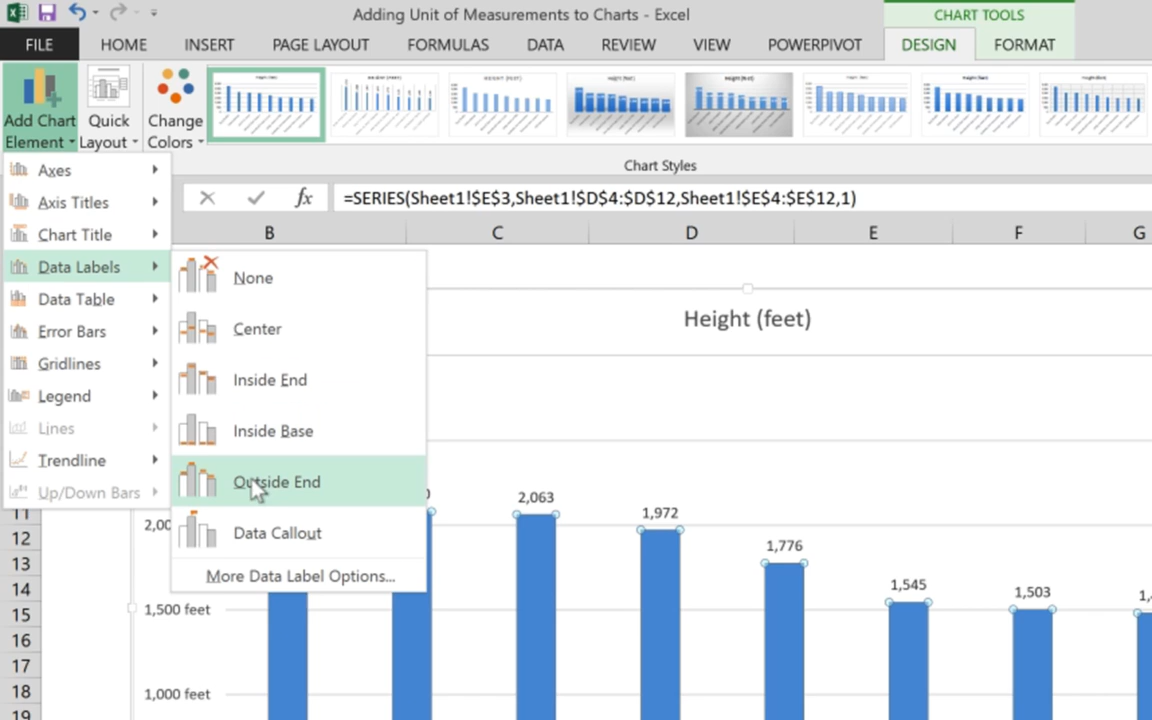 Adding Unit of Measurements to Charts - Excel
CHART TOOLS
FILE HOME INSERT PAGE LAYOUT FORMULAS DATA REVIEW VIEW POWERPIVOT DESIGN FORMAT
Add Chart Element
Quick Layout
Change Colors
Chart Styles
=SERIES(Sheet1!$E$3,Sheet1!$D$4:$D$12,Sheet1!$E$4:$E$12,1)
B C D E F G
Axes
Axis Titles
Chart Title
Data Labels
Data Table
Error Bars
Gridlines
Legend
Lines
Trendline
Up/Down Bars
None
Center
Inside End
Inside Base
Outside End
Data Callout
More Data Label Options...
Height (feet)
2,063
1,972
1,776
1,545
1,503
1,500 feet
1,000 feet
11
12
13
14
15
16
17
18
19